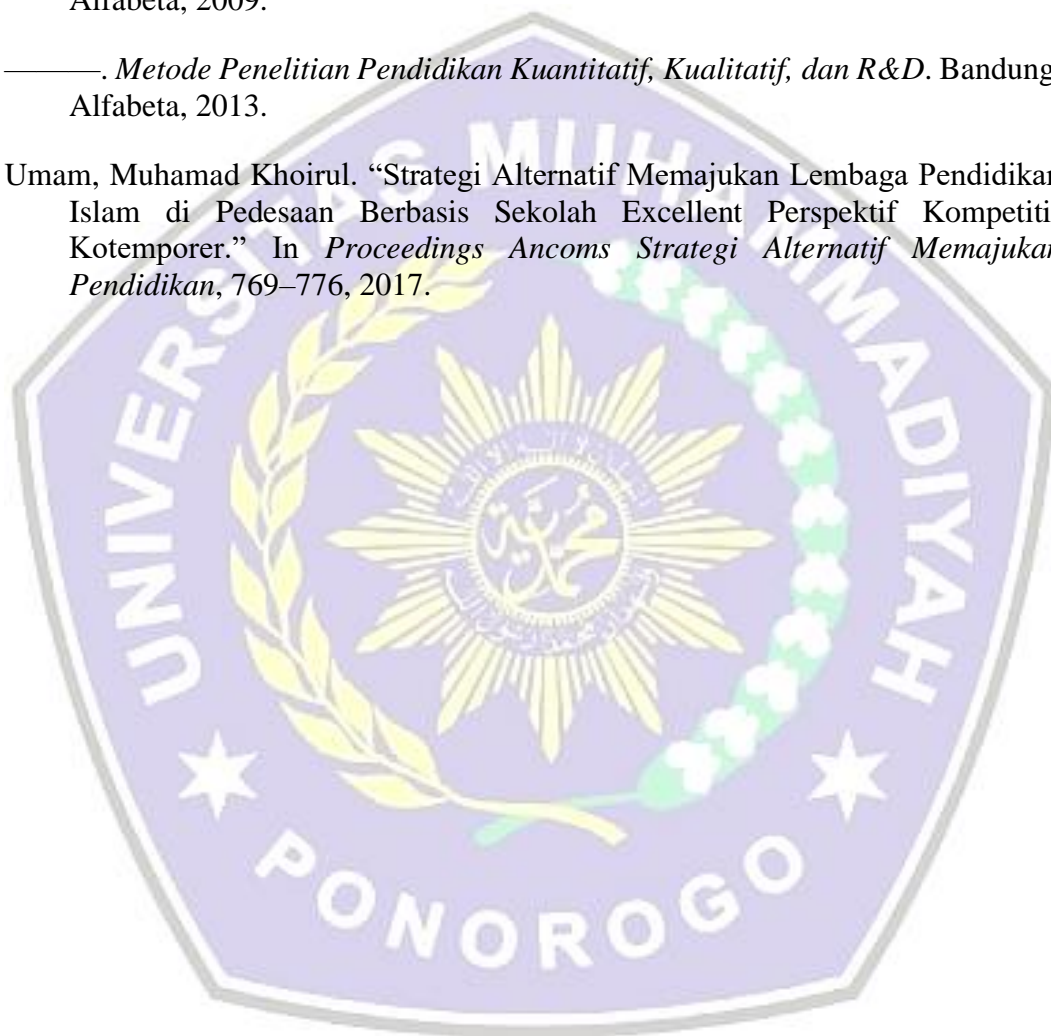 Alfabeta, 2009.
———. Metode Penelitian Pendidikan Kuantitatif, Kualitatif, dan R&D. Bandung
Alfabeta, 2013.
Umam, Muhamad Khoirul. “Strategi Alternatif Memajukan Lembaga Pendidikan
Islam di Pedesaan Berbasis Sekolah Excellent Perspektif Kompetiti
Kotemporer.” In Proceedings Ancoms Strategi Alternatif Memajukan
Pendidikan, 769–776, 2017.
UNIVERSITAS MUHAMMADIYAH
PONOROGO